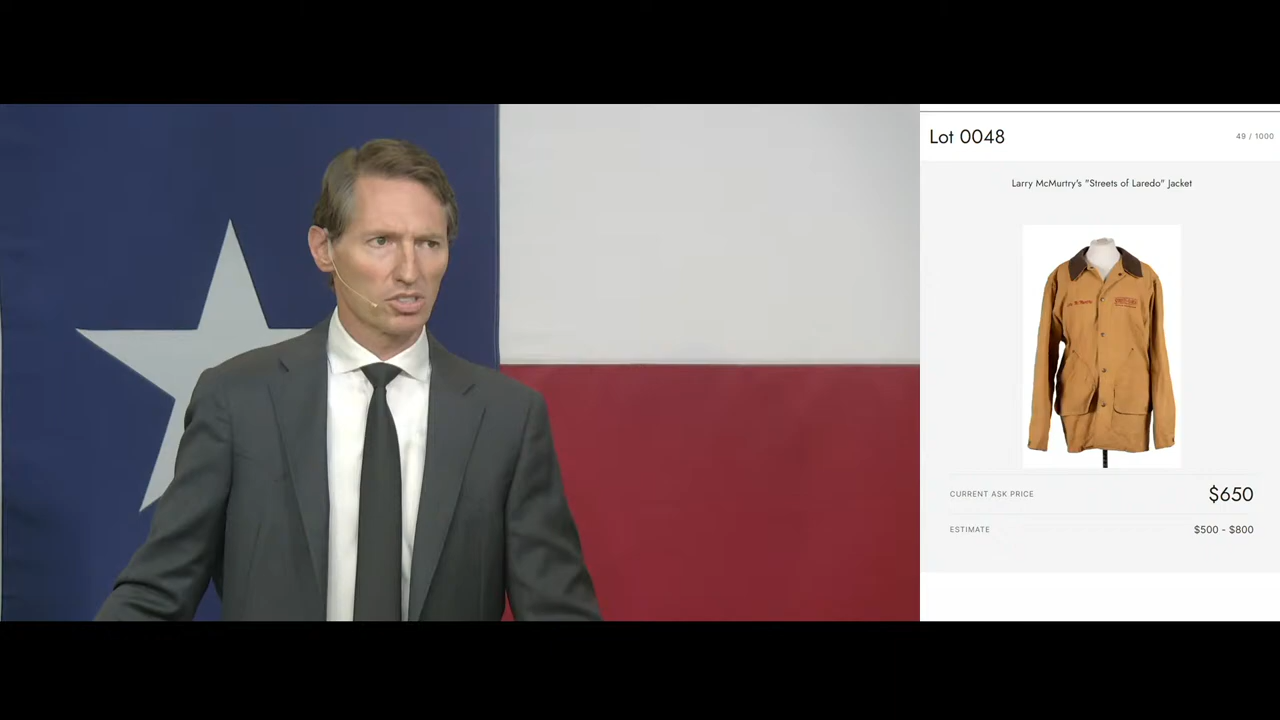 Lot 0048
49 / 1000
Larry McMurtry's "Streets of Laredo" Jacket
CURRENT ASK PRICE
$650
ESTIMATE
$500 - $800